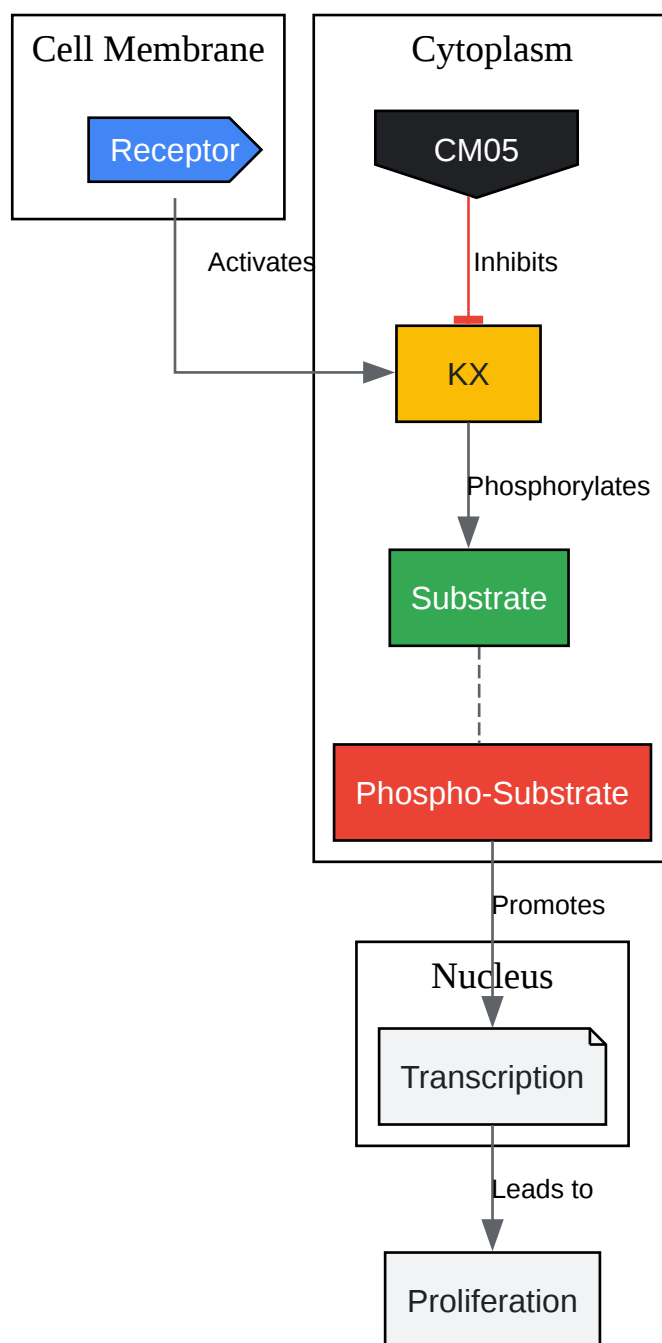 Cell Membrane
Cytoplasm
Receptor
CM05
Activates
Inhibits
KX
Phosphorylates
Substrate
Phospho-Substrate
Promotes
Nucleus
Transcription
Leads to
Proliferation